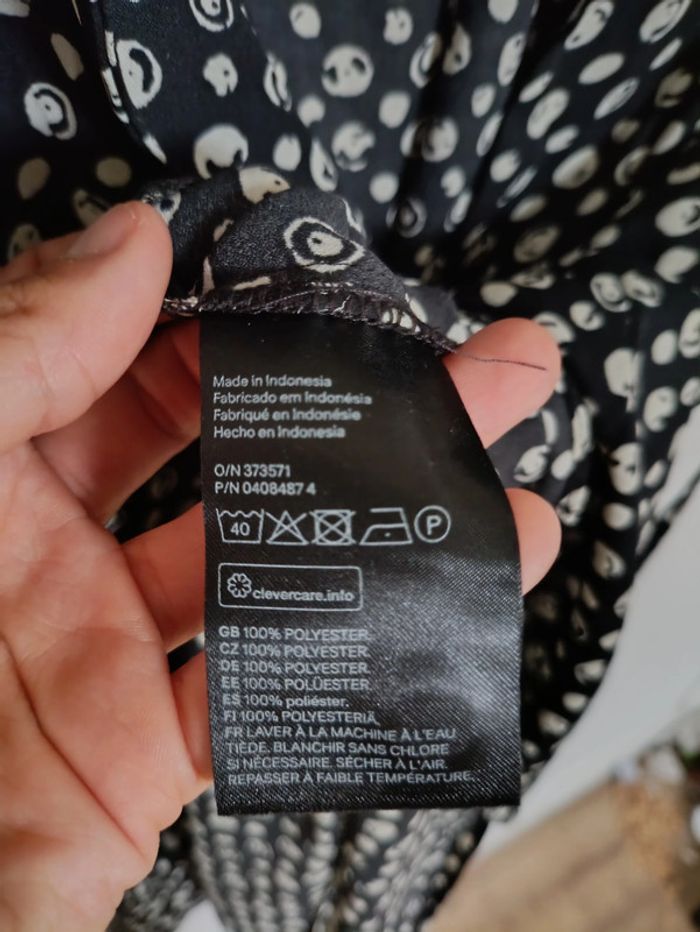 Made in Indonesia
Fabricado em Indonésia
Fabriqué en Indonésie
Hecho en Indonesia
O/N 373571
P/N 0408487 4
40 P
clevercare.info
GB 100% POLYESTER.
CZ 100% POLYESTER.
DE 100% POLYESTER.
EE 100% POLÜESTER.
ES 100% poliéster.
FI 100% POLYESTERIÄ
FR LAVER À LA MACHINE À L'EAU
TIÈDE. BLANCHIR SANS CHLORE
SI NÉCESSAIRE. SÉCHER À L'AIR.
REPASSER À FAIBLE TEMPÉRATURE.